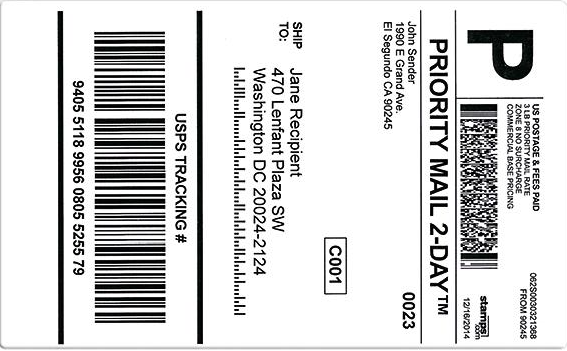 P
US POSTAGE & FEES PAID
3 LB PRIORITY MAIL RATE
ZONE 8 NO SURCHARGE
COMMERCIAL BASE PRICING
062S0030321368
FROM 90245
stamps
.com
12/16/2014
PRIORITY MAIL 2-DAY™
John Sender
1990 E Grand Ave.
El Segundo CA 90245
0023
C001
SHIP
TO:
Jane Recipient
470 Lenfant Plaza SW
Washington DC 20024-2124
USPS TRACKING #
9405 5118 9956 0805 5255 79